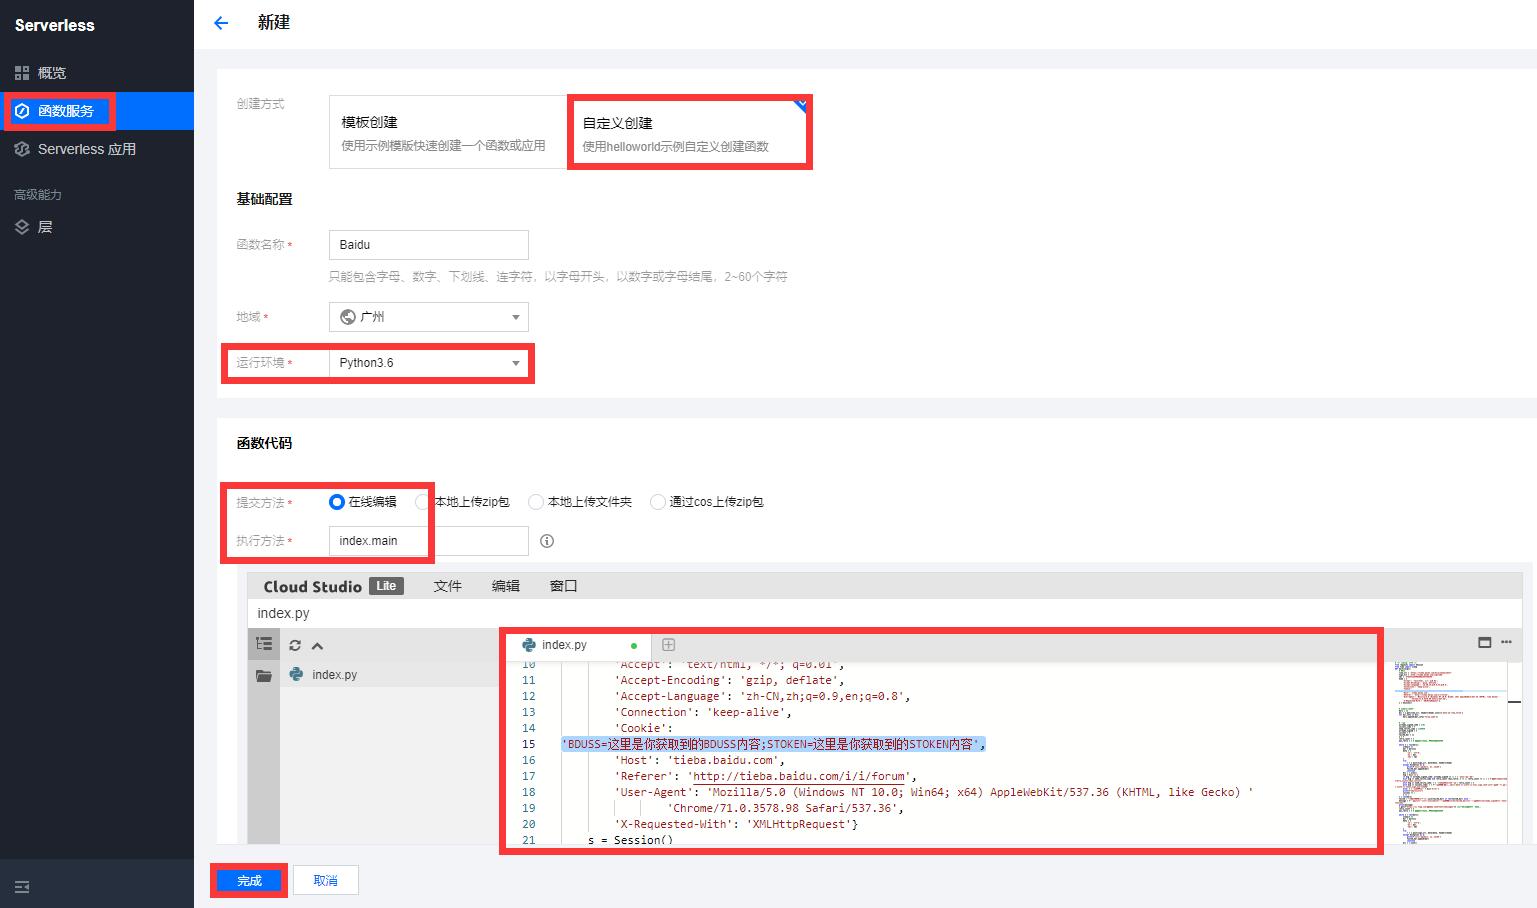 Serverless
概览
函数服务
Serverless 应用
高级能力
层
新建
创建方式
模板创建
使用示例模版快速创建一个函数或应用
自定义创建
使用helloworld示例自定义创建函数
基础配置
函数名称*
Baidu
只能包含字母、数字、下划线、连字符，以字母开头，以数字或字母结尾，2~60个字符
地域*
广州
运行环境*
Python3.6
函数代码
提交方法*
在线编辑
本地上传zip包
本地上传文件夹
通过cos上传zip包
执行方法*
index.main
Cloud Studio Lite 文件 编辑 窗口
index.py
index.py
index.py
10 'Accept': 'text/html, */*; q=0.01',
11 'Accept-Encoding': 'gzip, deflate',
12 'Accept-Language': 'zh-CN,zh;q=0.9,en;q=0.8',
13 'Connection': 'keep-alive',
14 'Cookie':
15 'BDUSS=这里是你获取到的BDUSS内容;STOKEN=这里是你获取到的STOKEN内容',
16 'Host': 'tieba.baidu.com',
17 'Referer': 'http://tieba.baidu.com/i/i/forum',
18 'User-Agent': 'Mozilla/5.0 (Windows NT 10.0; Win64; x64) AppleWebKit/537.36 (KHTML, like Gecko) '
19 'Chrome/71.0.3578.98 Safari/537.36',
20 'X-Requested-With': 'XMLHttpRequest'}
21 s = Session()
完成
取消